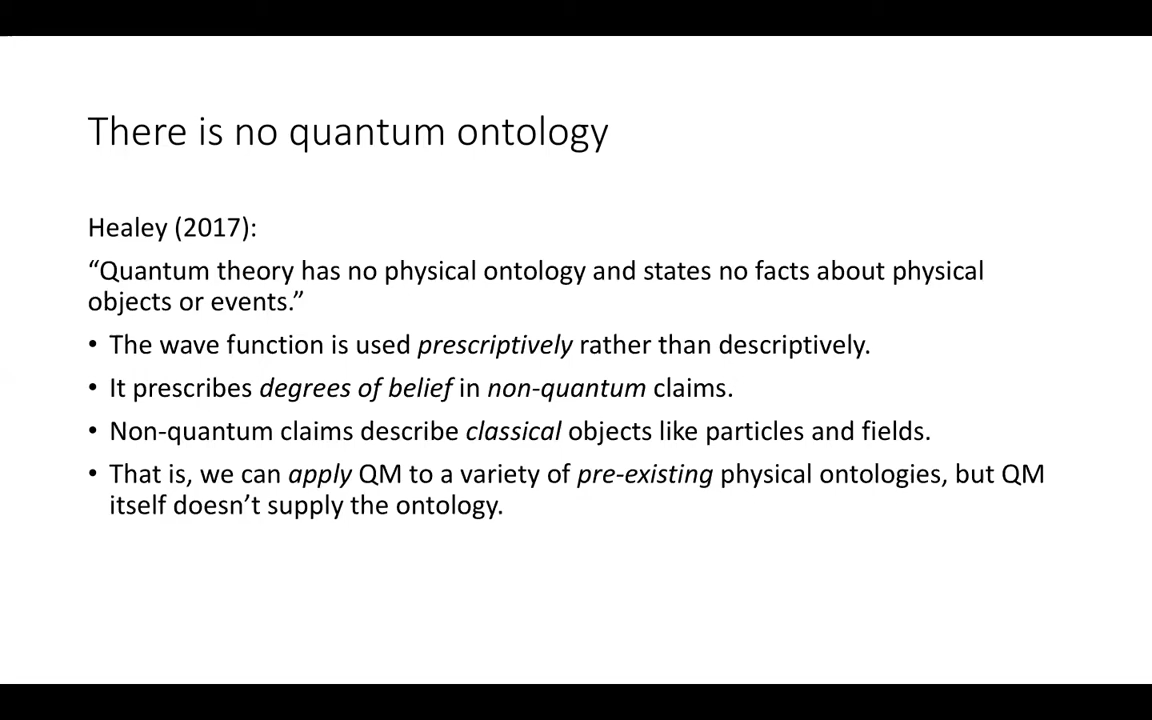 There is no quantum ontology
Healey (2017):
“Quantum theory has no physical ontology and states no facts about physical
objects or events.”
• The wave function is used prescriptively rather than descriptively.
• It prescribes degrees of belief in non-quantum claims.
• Non-quantum claims describe classical objects like particles and fields.
• That is, we can apply QM to a variety of pre-existing physical ontologies, but QM
itself doesn’t supply the ontology.